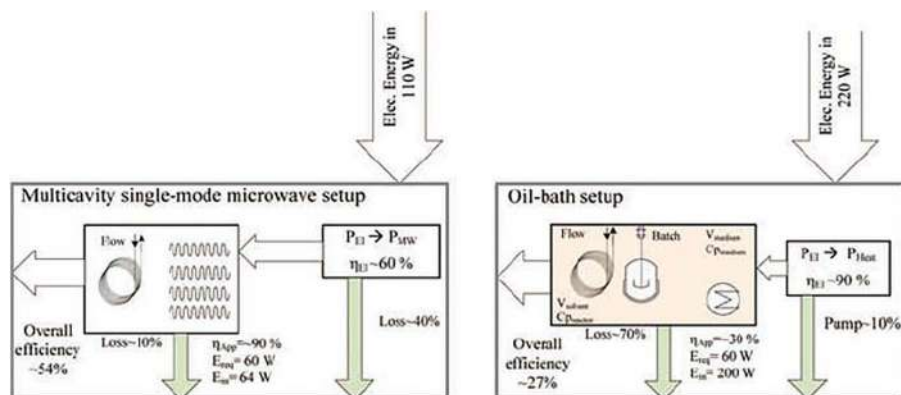 Elec. Energy in
110 W
Elec. Energy in
220 W
Multicavity single-mode microwave setup
Flow
P_El → P_MW
η_El ~60 %
Overall
efficiency
~54%
Loss~10%
η_App=~90 %
E_req= 60 W
E_in= 64 W
Loss~40%
Oil-bath setup
Flow
Batch
V_medium
Cp_medium
V_solvent
Cp_reactor
P_El → P_Heat
η_El ~90 %
Overall
efficiency
~27%
Loss~70%
η_App=~30 %
E_req= 60 W
E_in= 200 W
Pump~10%